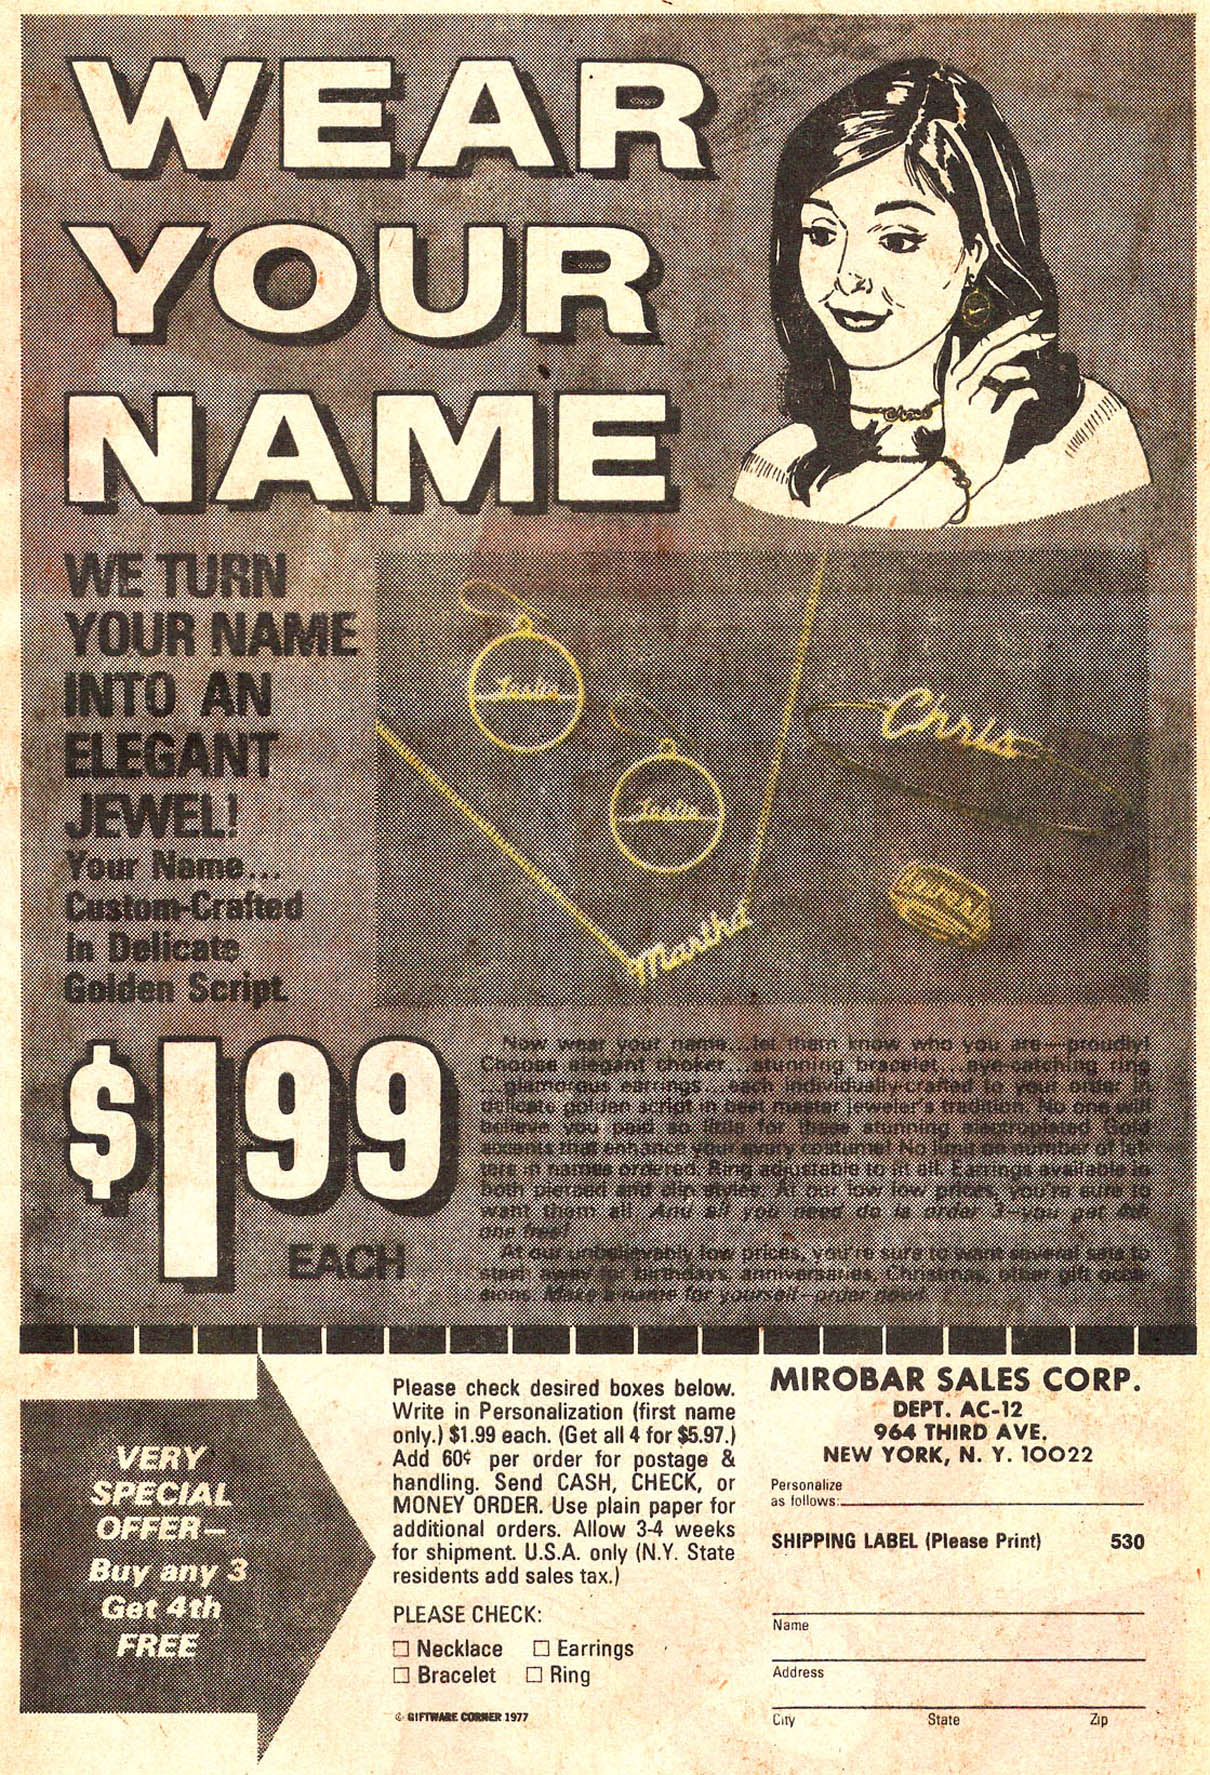 WEAR
YOUR
NAME
WE TURN
YOUR NAME
INTO AN
ELEGANT
JEWEL!
Your Name...
Custom-Crafted
In Delicate
Golden Script.
Leslie
Leslie
Martha
Chris
$1.99
EACH
Now wear your name...let them know who you are—proudly!
Choose elegant choker...stunning bracelet...eye-catching ring
...glamorous earrings...each individually-crafted to your order in
delicate golden script in best master jeweler's tradition. No one will
believe you paid so little for these stunning electroplated Gold
accents that enhance your every costume! No limit on number of let-
ters in names ordered. Ring adjustable to fit all. Earrings available in
both pierced and clip styles. At our low low prices, you're sure to
want them all. And all you need do is order 3—you get 4th
one free!
At our unbelievably low prices, you're sure to want several sets to
stash away for birthdays, anniversaries, Christmas, other gift occa-
sions. Make a name for yourself—order now!
VERY
SPECIAL
OFFER—
Buy any 3
Get 4th
FREE
Please check desired boxes below.
Write in Personalization (first name
only.) $1.99 each. (Get all 4 for $5.97.)
Add 60¢ per order for postage &
handling. Send CASH, CHECK, or
MONEY ORDER. Use plain paper for
additional orders. Allow 3-4 weeks
for shipment. U.S.A. only (N.Y. State
residents add sales tax.)
PLEASE CHECK:
☐ Necklace ☐ Earrings
☐ Bracelet ☐ Ring
© GIFTWARE CORNER 1977
MIROBAR SALES CORP.
DEPT. AC-12
964 THIRD AVE.
NEW YORK, N. Y. 10022
Personalize
as follows:
SHIPPING LABEL (Please Print) 530
Name
Address
City State Zip